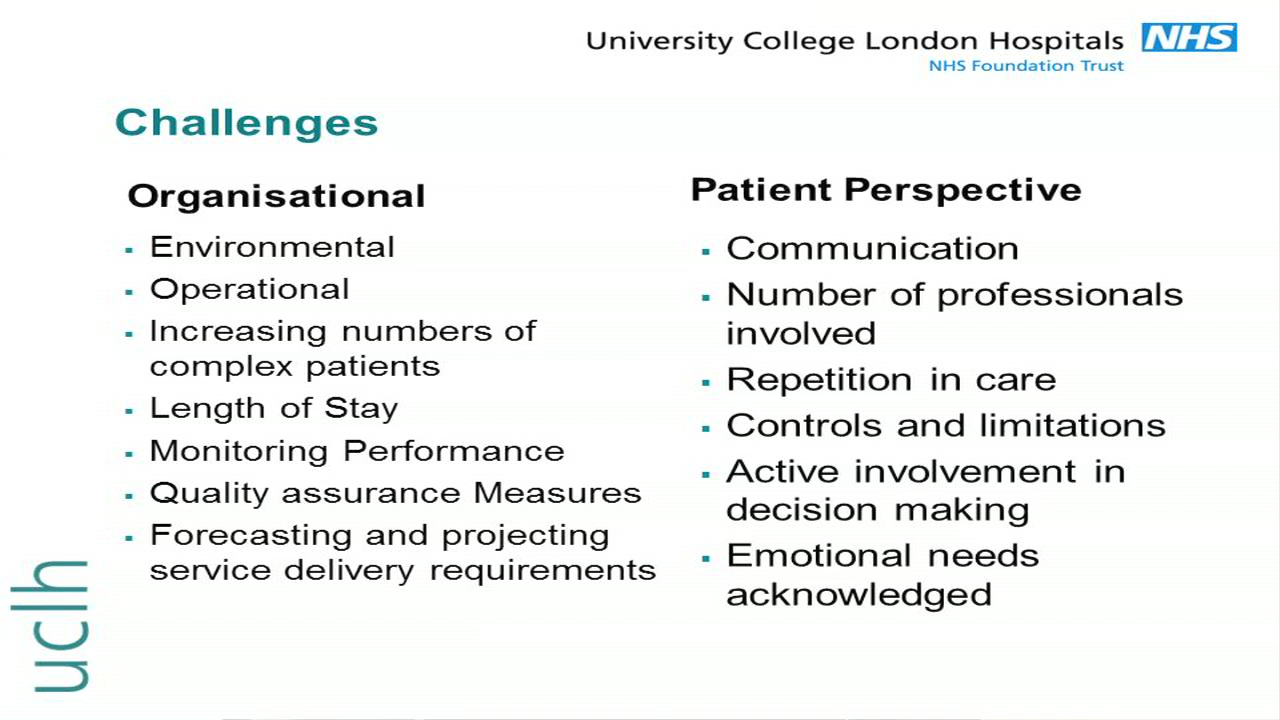 University College London Hospitals NHS
NHS Foundation Trust
Challenges
Organisational
▪ Environmental
▪ Operational
▪ Increasing numbers of
complex patients
▪ Length of Stay
▪ Monitoring Performance
▪ Quality assurance Measures
▪ Forecasting and projecting
service delivery requirements
Patient Perspective
▪ Communication
▪ Number of professionals
involved
▪ Repetition in care
▪ Controls and limitations
▪ Active involvement in
decision making
▪ Emotional needs
acknowledged
uclh